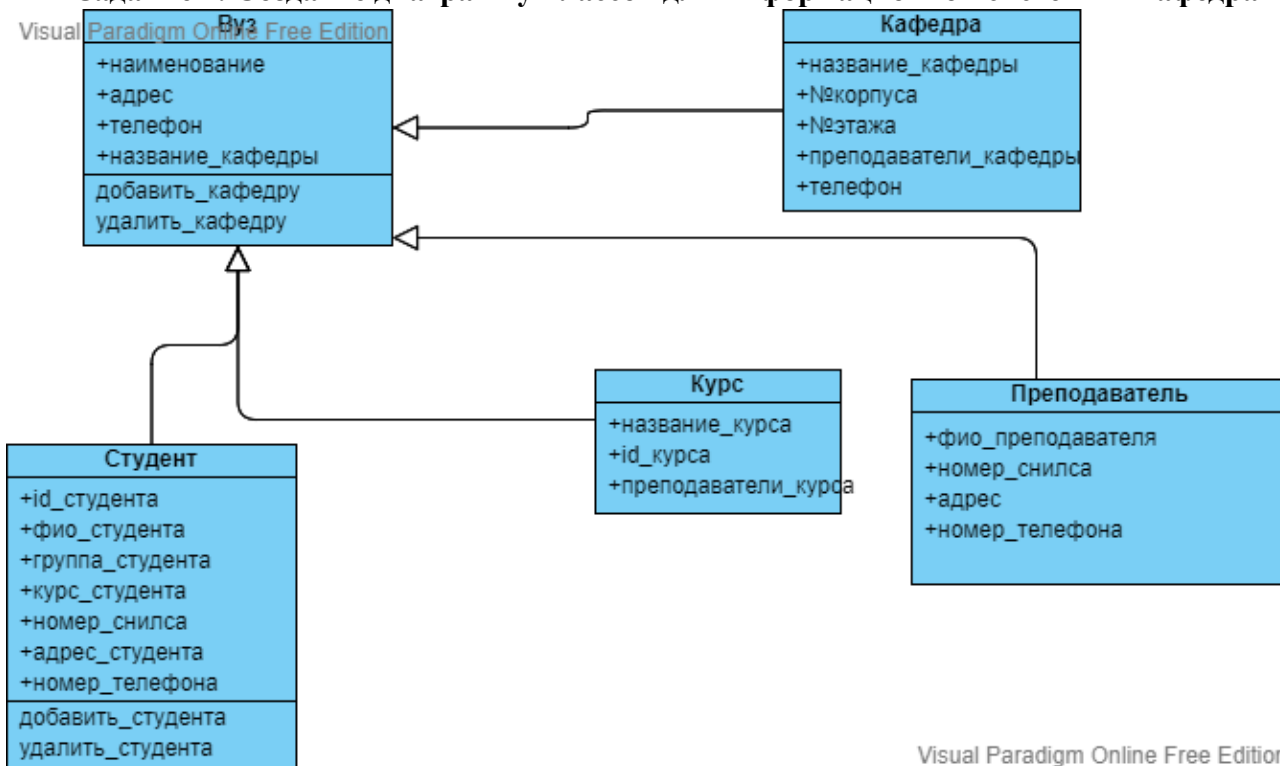 Visual Paradigm Online Free Edition
Вуз
+наименование
+адрес
+телефон
+название_кафедры
добавить_кафедру
удалить_кафедру
Кафедра
+название_кафедры
+№корпуса
+№этажа
+преподаватели_кафедры
+телефон
Студент
+id_студента
+фио_студента
+группа_студента
+курс_студента
+номер_снилса
+адрес_студента
+номер_телефона
добавить_студента
удалить_студента
Курс
+название_курса
+id_курса
+преподаватели_курса
Преподаватель
+фио_преподавателя
+номер_снилса
+адрес
+номер_телефона
Visual Paradigm Online Free Edition